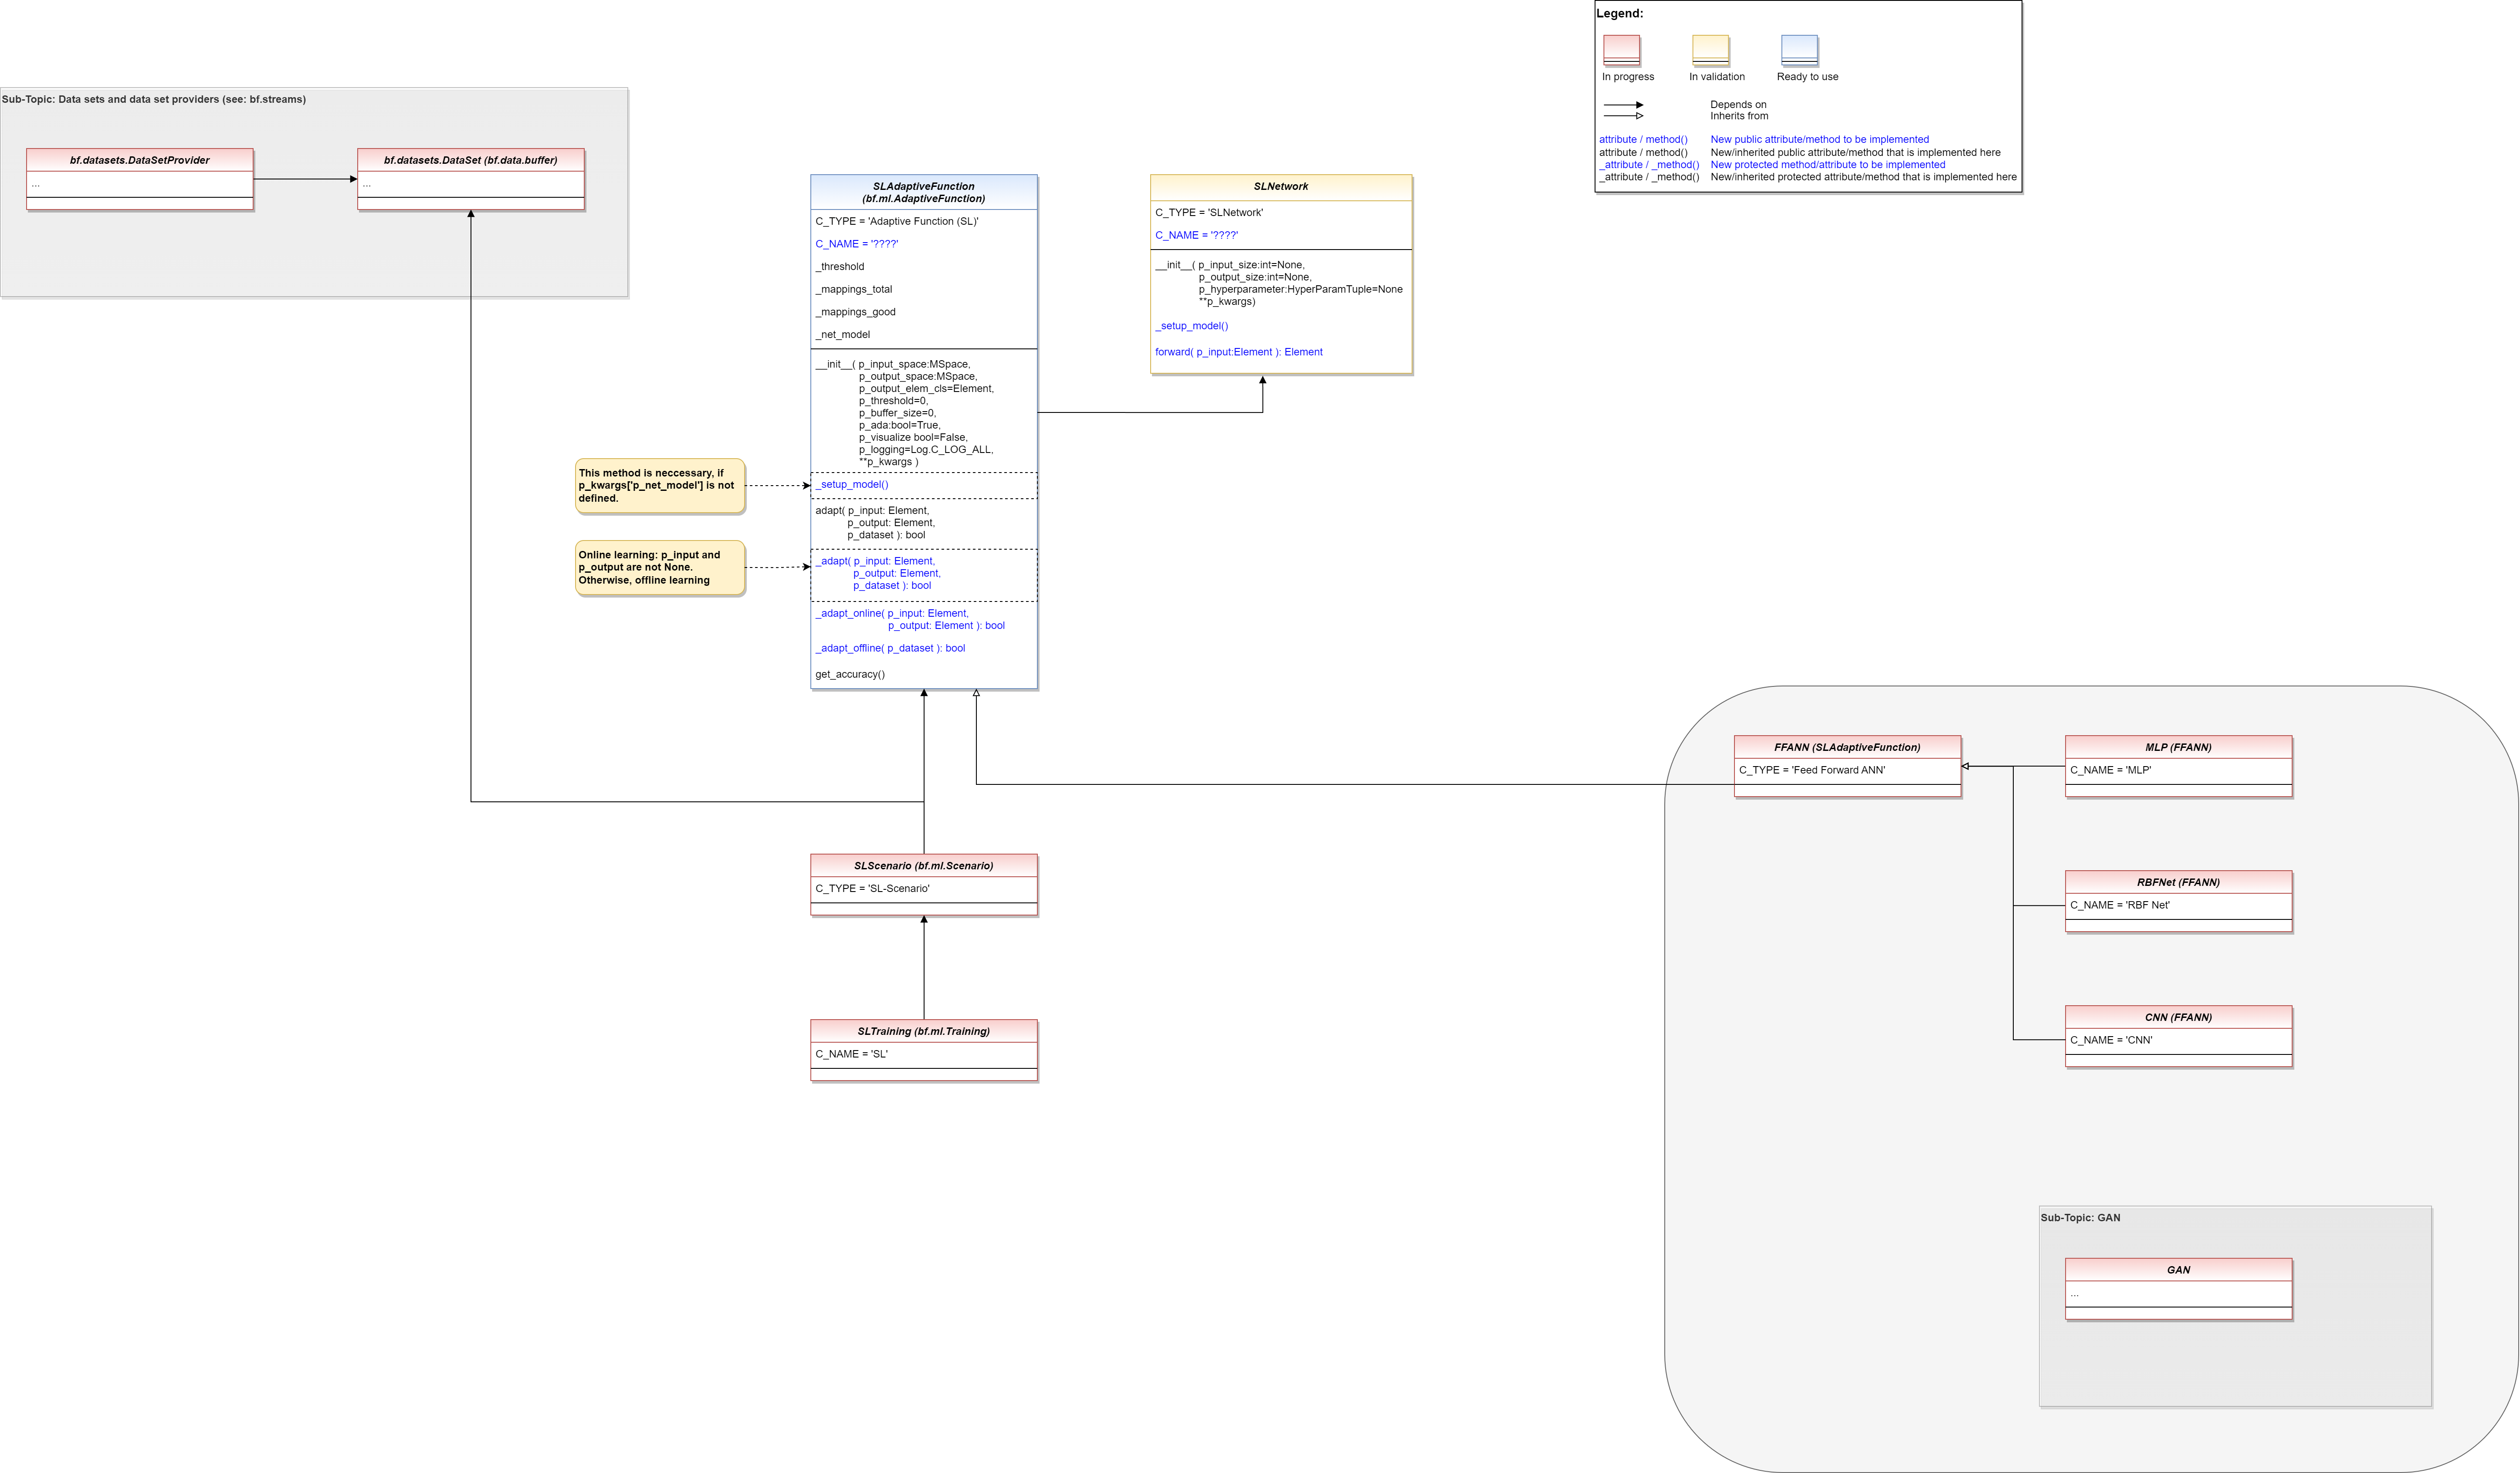 Legend:
In progress
In validation
Ready to use
Depends on
Inherits from
attribute / method() New public attribute/method to be implemented
attribute / method() New/inherited public attribute/method that is implemented here
_attribute / _method() New protected method/attribute to be implemented
_attribute / _method() New/inherited protected attribute/method that is implemented here
Sub-Topic: Data sets and data set providers (see: bf.streams)
bf.datasets.DataSetProvider
...
bf.datasets.DataSet (bf.data.buffer)
...
SLAdaptiveFunction
(bf.ml.AdaptiveFunction)
C_TYPE = 'Adaptive Function (SL)'
C_NAME = '????'
_threshold
_mappings_total
_mappings_good
_net_model
__init__( p_input_space:MSpace,
p_output_space:MSpace,
p_output_elem_cls=Element,
p_threshold=0,
p_buffer_size=0,
p_ada:bool=True,
p_visualize bool=False,
p_logging=Log.C_LOG_ALL,
**p_kwargs )
_setup_model()
adapt( p_input: Element,
p_output: Element,
p_dataset ): bool
_adapt( p_input: Element,
p_output: Element,
p_dataset ): bool
_adapt_online( p_input: Element,
p_output: Element ): bool
_adapt_offline( p_dataset ): bool
get_accuracy()
SLNetwork
C_TYPE = 'SLNetwork'
C_NAME = '????'
__init__( p_input_size:int=None,
p_output_size:int=None,
p_hyperparameter:HyperParamTuple=None
**p_kwargs)
_setup_model()
forward( p_input:Element ): Element
This method is neccessary, if
p_kwargs['p_net_model'] is not
defined.
Online learning: p_input and
p_output are not None.
Otherwise, offline learning
FFANN (SLAdaptiveFunction)
C_TYPE = 'Feed Forward ANN'
MLP (FFANN)
C_NAME = 'MLP'
SLScenario (bf.ml.Scenario)
C_TYPE = 'SL-Scenario'
RBFNet (FFANN)
C_NAME = 'RBF Net'
SLTraining (bf.ml.Training)
C_NAME = 'SL'
CNN (FFANN)
C_NAME = 'CNN'
Sub-Topic: GAN
GAN
...